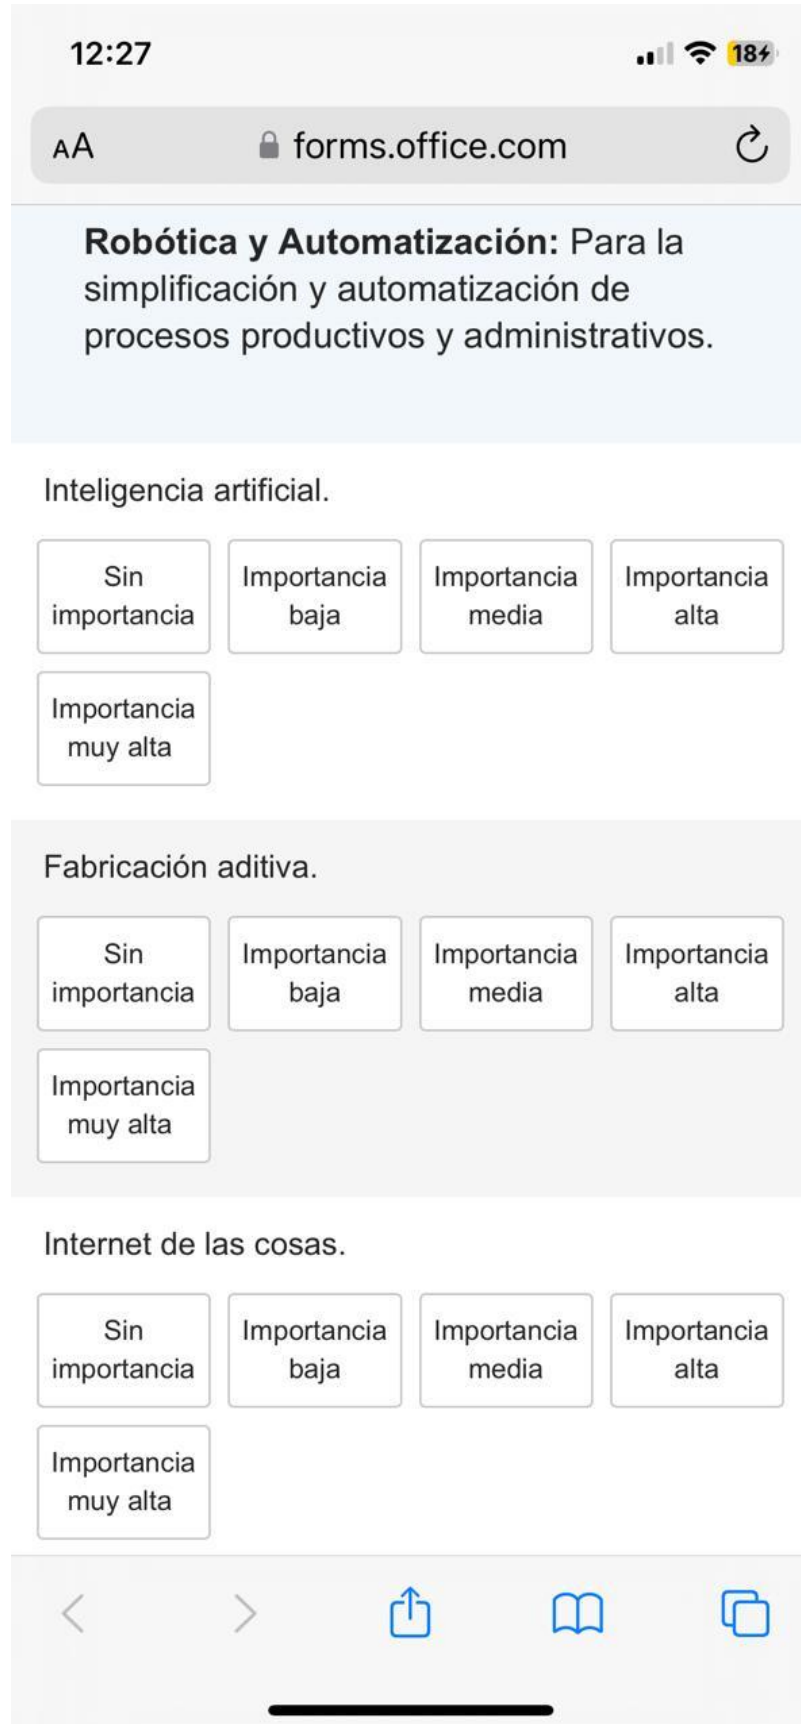 12:27
18
AA
forms.office.com
Robótica y Automatización: Para la
simplificación y automatización de
procesos productivos y administrativos.
Inteligencia artificial.
Sin importancia
Importancia baja
Importancia media
Importancia alta
Importancia muy alta
Fabricación aditiva.
Sin importancia
Importancia baja
Importancia media
Importancia alta
Importancia muy alta
Internet de las cosas.
Sin importancia
Importancia baja
Importancia media
Importancia alta
Importancia muy alta